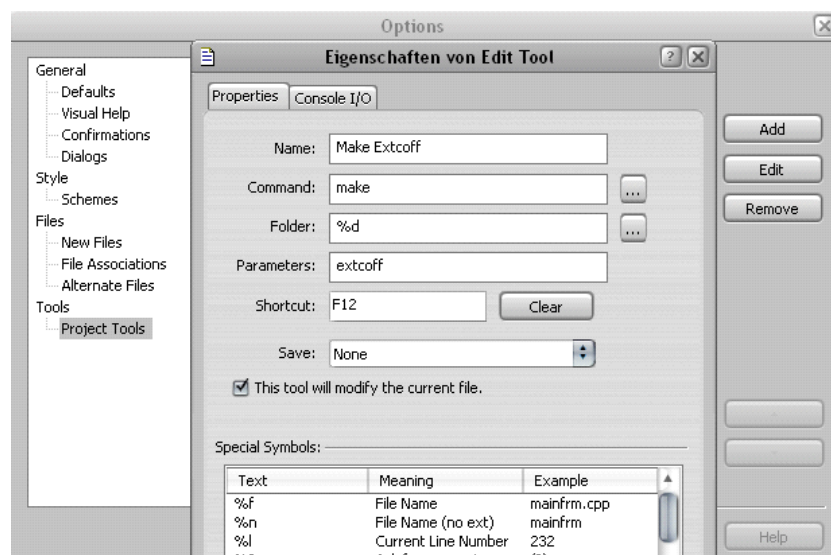 Options
Eigenschaften von Edit Tool
General
Defaults
Visual Help
Confirmations
Dialogs
Style
Schemes
Files
New Files
File Associations
Alternate Files
Tools
Project Tools
Properties
Console I/O
Name: Make Extcoff
Command: make ...
Folder: %d ...
Parameters: extcoff
Shortcut: F12 Clear
Save: None
This tool will modify the current file.
Special Symbols:
Text Meaning Example
%f File Name mainfrm.cpp
%n File Name (no ext) mainfrm
%l Current Line Number 232
Add
Edit
Remove
Help